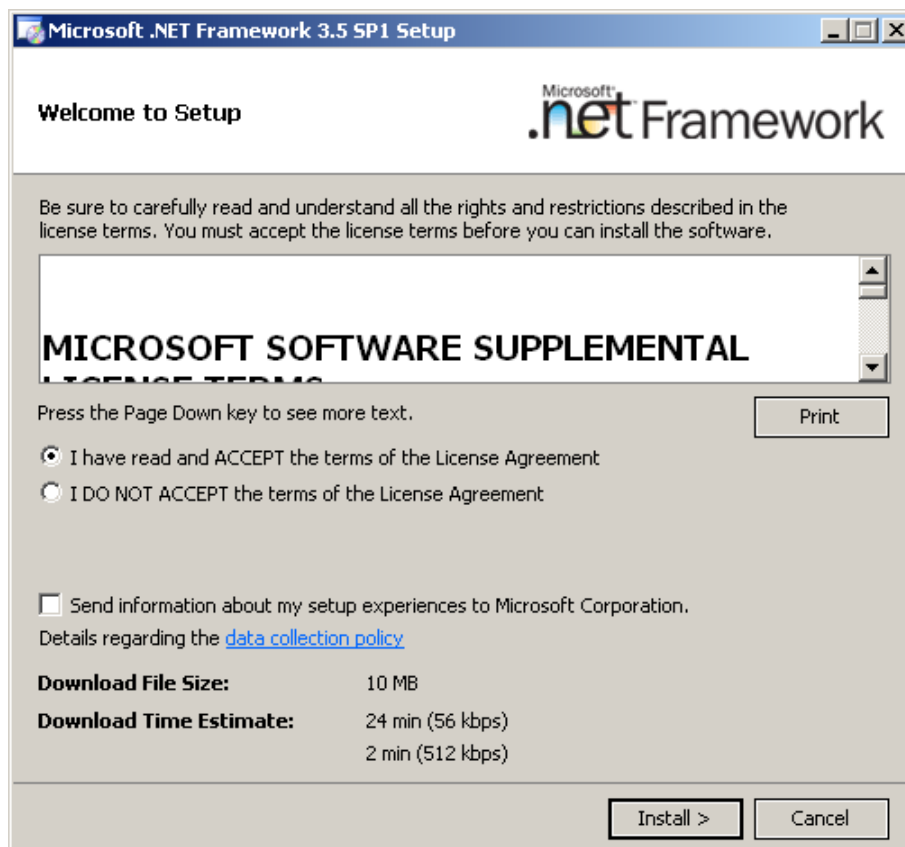 Microsoft .NET Framework 3.5 SP1 Setup
Welcome to Setup
Microsoft
.net Framework
Be sure to carefully read and understand all the rights and restrictions described in the
license terms. You must accept the license terms before you can install the software.
MICROSOFT SOFTWARE SUPPLEMENTAL
LICENSE TERMS
Press the Page Down key to see more text.
Print
I have read and ACCEPT the terms of the License Agreement
I DO NOT ACCEPT the terms of the License Agreement
Send information about my setup experiences to Microsoft Corporation.
Details regarding the data collection policy
Download File Size: 10 MB
Download Time Estimate: 24 min (56 kbps)
2 min (512 kbps)
Install >
Cancel